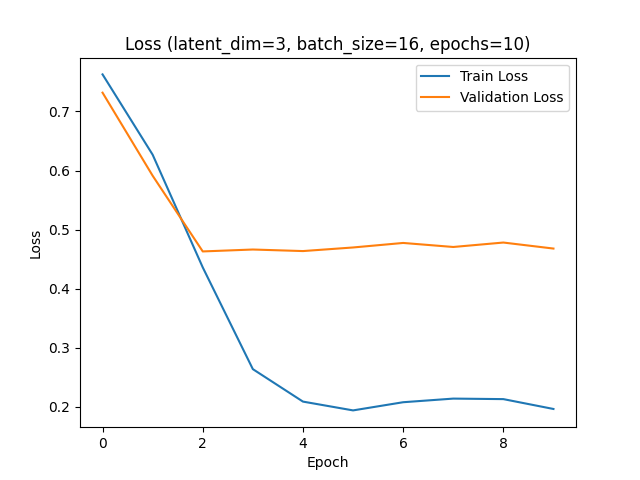 Loss (latent_dim=3, batch_size=16, epochs=10)
Train Loss
Validation Loss
Loss
0.7
0.6
0.5
0.4
0.3
0.2
0 2 4 6 8
Epoch